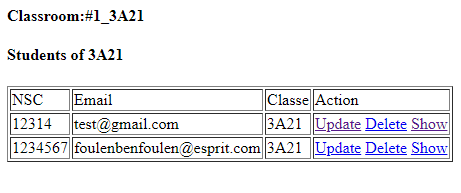 Classroom:#1_3A21
Students of 3A21
NSC Email Classe Action
12314 test@gmail.com 3A21 Update Delete Show
1234567 foulenbenfoulen@esprit.com 3A21 Update Delete Show